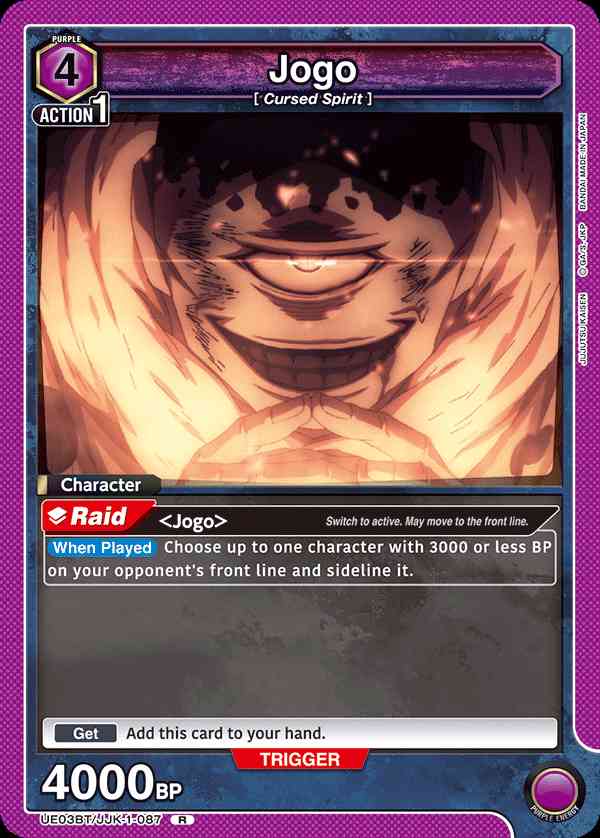 PURPLE
4
Jogo
[ Cursed Spirit ]
ACTION 1
BANDAI MADE IN JAPAN
© GA/S,JKP
JUJUTSU KAISEN
Character
Raid <Jogo> Switch to active. May move to the front line.
When Played Choose up to one character with 3000 or less BP
on your opponent's front line and sideline it.
Get Add this card to your hand.
TRIGGER
4000 BP
UE03BT/JJK-1-087 R
PURPLE ENERGY